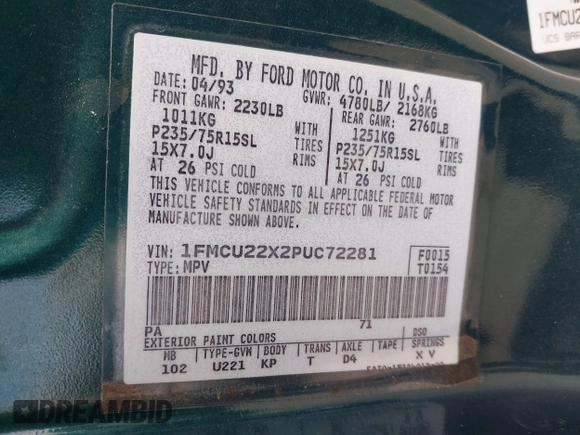 1FMCU2
JCS BAR
MFD. BY FORD MOTOR CO. IN U.S.A.
DATE: 04/93 GVWR: 4780LB/ 2168KG
FRONT GAWR: 2230LB REAR GAWR: 2760LB
1011KG WITH 1251KG WITH
P235/75R15SL TIRES P235/75R15SL TIRES
15X7.0J RIMS 15X7.0J RIMS
AT 26 PSI COLD AT 26 PSI COLD
THIS VEHICLE CONFORMS TO ALL APPLICABLE FEDERAL MOTOR
VEHICLE SAFETY STANDARDS IN EFFECT ON THE DATE OF
MANUFACTURE SHOWN ABOVE.
VIN: 1FMCU22X2PUC72281 F0015
TYPE: MPV T0154
PA 71
EXTERIOR PAINT COLORS DSO
WB TYPE-GVW BODY TRANS AXLE TAPE SPRINGS
102 U221 KP T D4 X V
DREAMBID